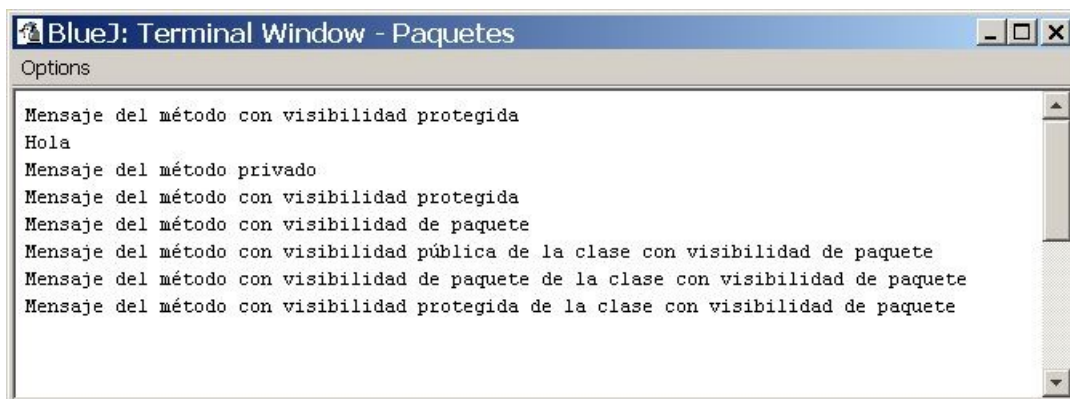 BlueJ: Terminal Window - Paquetes
Options
Mensaje del método con visibilidad protegida
Hola
Mensaje del método privado
Mensaje del método con visibilidad protegida
Mensaje del método con visibilidad de paquete
Mensaje del método con visibilidad pública de la clase con visibilidad de paquete
Mensaje del método con visibilidad de paquete de la clase con visibilidad de paquete
Mensaje del método con visibilidad protegida de la clase con visibilidad de paquete